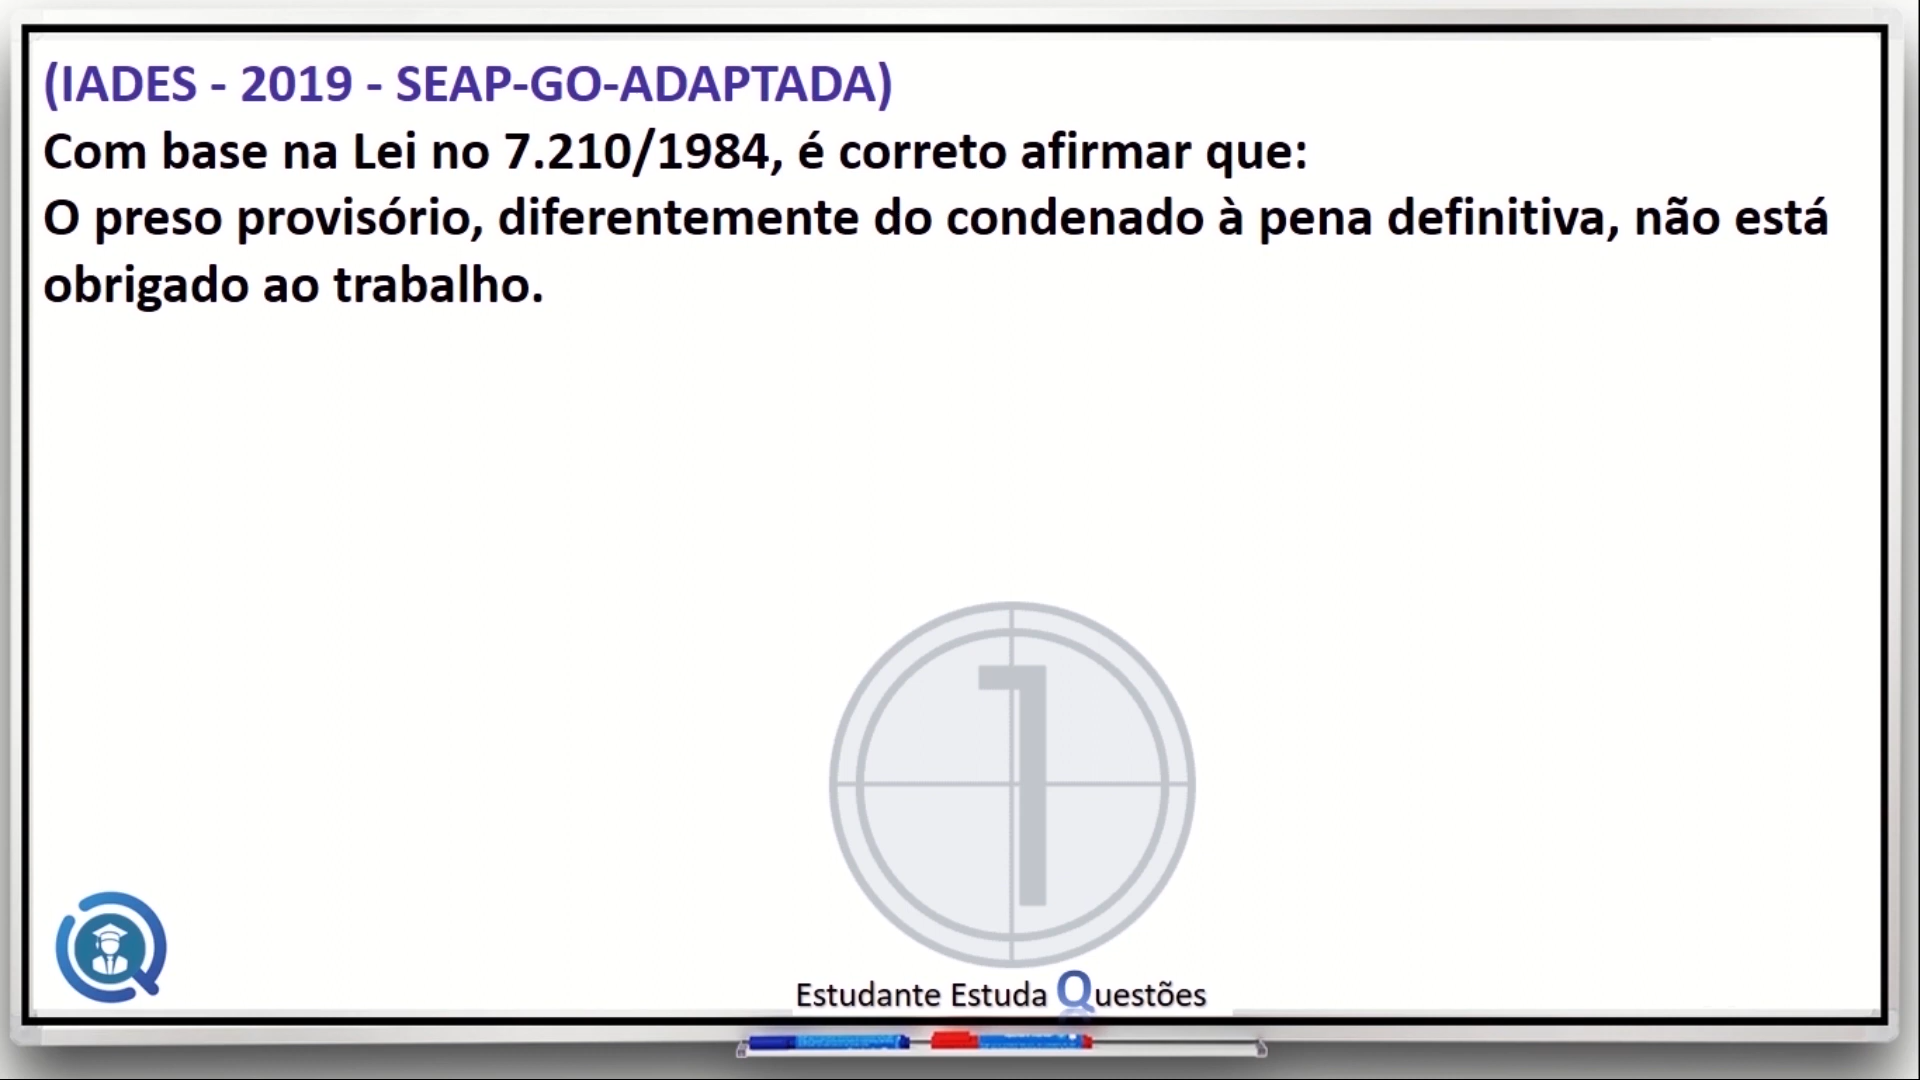 (IADES - 2019 - SEAP-GO-ADAPTADA)
Com base na Lei no 7.210/1984, é correto afirmar que:
O preso provisório, diferentemente do condenado à pena definitiva, não está
obrigado ao trabalho.
1
Estudante Estuda Questões